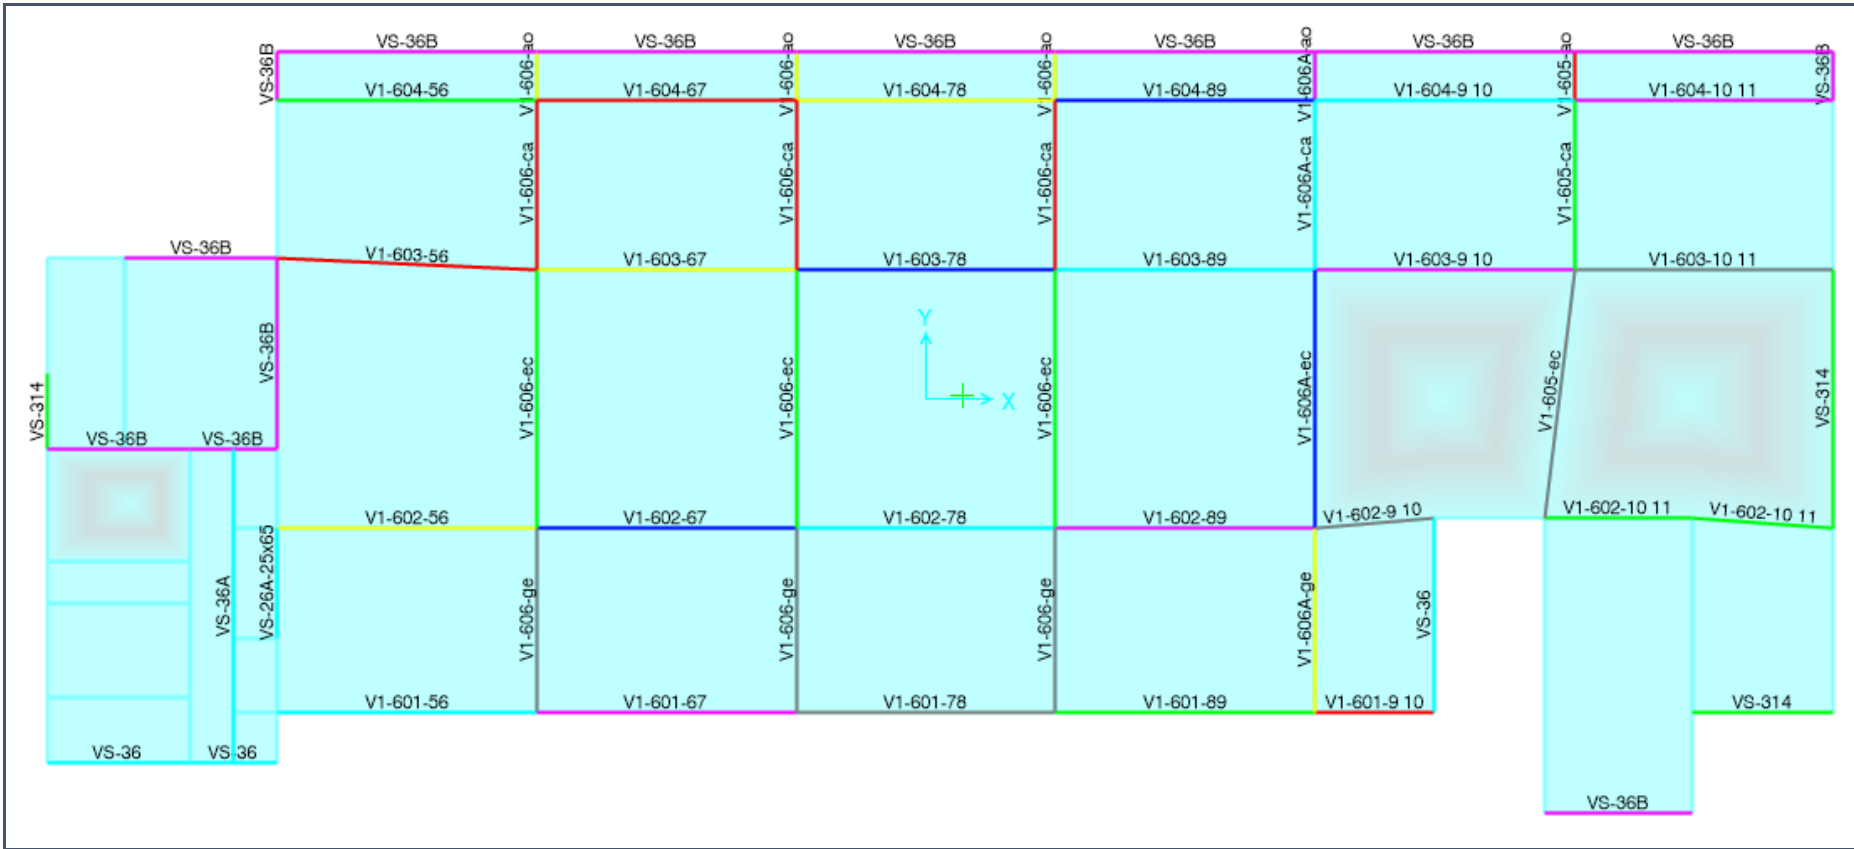 VS-36B VS-36B VS-36B VS-36B VS-36B VS-36B
VS-36B V1-606-ao V1-606-ao V1-606-ao V1-606A-ao V1-605-ao VS-36B
V1-604-56 V1-604-67 V1-604-78 V1-604-89 V1-604-9 10 V1-604-10 11
V1-606-ca V1-606-ca V1-606-ca V1-606A-ca V1-605-ca
VS-36B V1-603-56 V1-603-67 V1-603-78 V1-603-89 V1-603-9 10 V1-603-10 11
Y
X
VS-314 VS-36B V1-606-ec V1-606-ec V1-606-ec V1-606A-ec V1-605-ec VS-314
VS-36B VS-36B
V1-602-56 V1-602-67 V1-602-78 V1-602-89 V1-602-9 10 V1-602-10 11 V1-602-10 11
VS-36A VS-26A-25x65 V1-606-ge V1-606-ge V1-606-ge V1-606A-ge VS-36
V1-601-56 V1-601-67 V1-601-78 V1-601-89 V1-601-9 10 VS-314
VS-36 VS-36
VS-36B